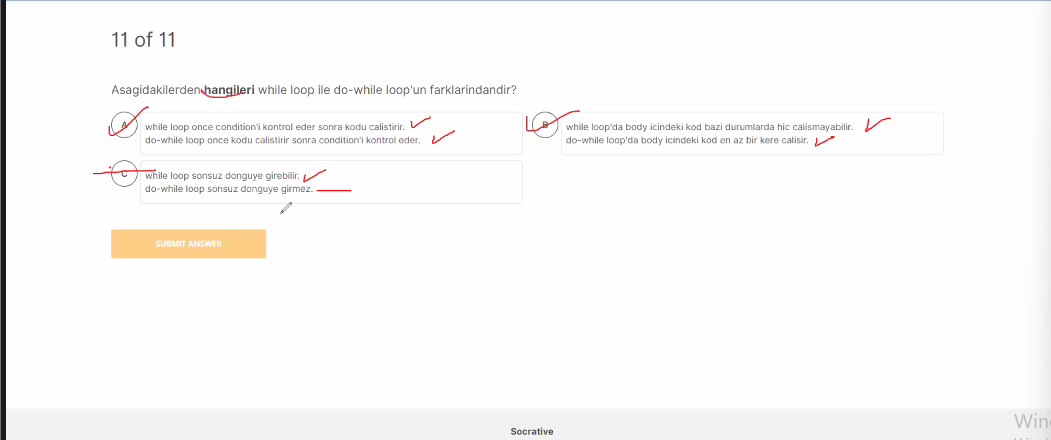 11 of 11
Asagidakilerden hangileri while loop ile do-while loop'un farklarindandir?
A
while loop once condition'i kontrol eder sonra kodu calistirir.
do-while loop once kodu calistirir sonra condition'i kontrol eder.
B
while loop'da body icindeki kod bazi durumlarda hic calismayabilir.
do-while loop'da body icindeki kod en az bir kere calisir.
C
while loop sonsuz donguye girebilir.
do-while loop sonsuz donguye girmez.
SUBMIT ANSWER
Socrative